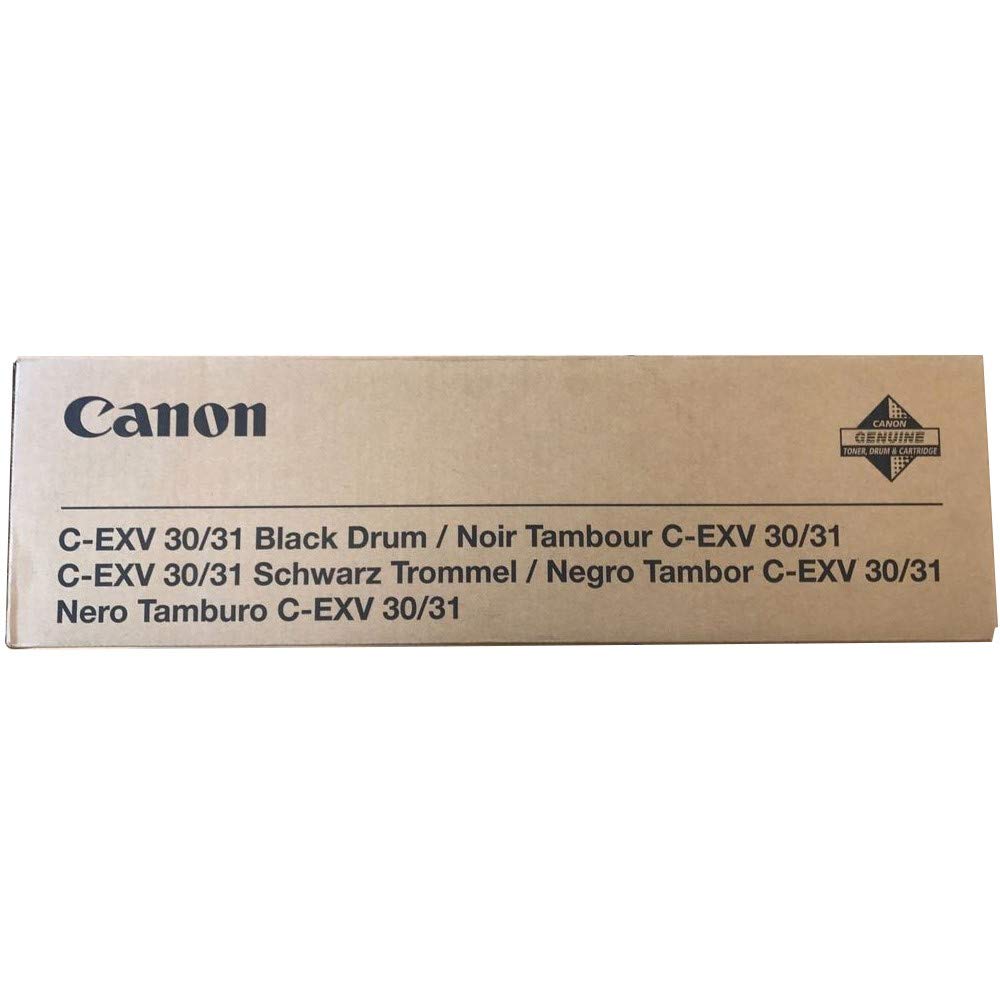 Canon
CANON
GENUINE
TONER, DRUM & CARTRIDGE
C-EXV 30/31 Black Drum / Noir Tambour C-EXV 30/31
C-EXV 30/31 Schwarz Trommel / Negro Tambor C-EXV 30/31
Nero Tamburo C-EXV 30/31